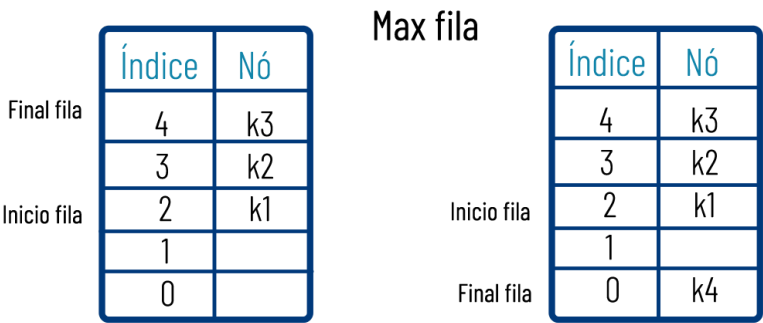 Max fila
Índice Nó
Final fila 4 k3
3 k2
Inicio fila 2 k1
1
0
Índice Nó
4 k3
3 k2
Inicio fila 2 k1
1
Final fila 0 k4